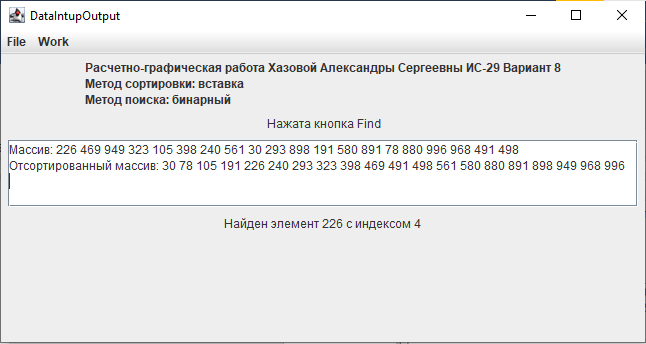 DataIntupOutput
File Work
Расчетно-графическая работа Хазовой Александры Сергеевны ИС-29 Вариант 8
Метод сортировки: вставка
Метод поиска: бинарный
Нажата кнопка Find
Массив: 226 469 949 323 105 398 240 561 30 293 898 191 580 891 78 880 996 968 491 498
Отсортированный массив: 30 78 105 191 226 240 293 323 398 469 491 498 561 580 880 891 898 949 968 996
Найден элемент 226 с индексом 4